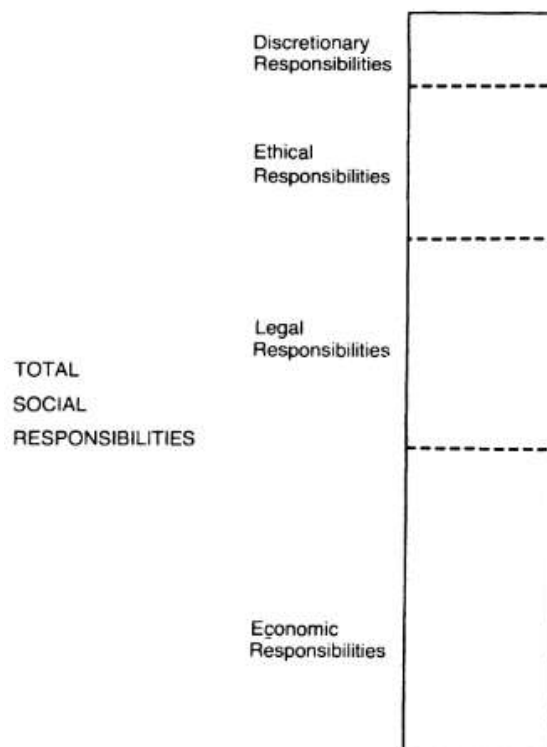 Discretionary
Responsibilities
Ethical
Responsibilities
Legal
Responsibilities
TOTAL
SOCIAL
RESPONSIBILITIES
Economic
Responsibilities